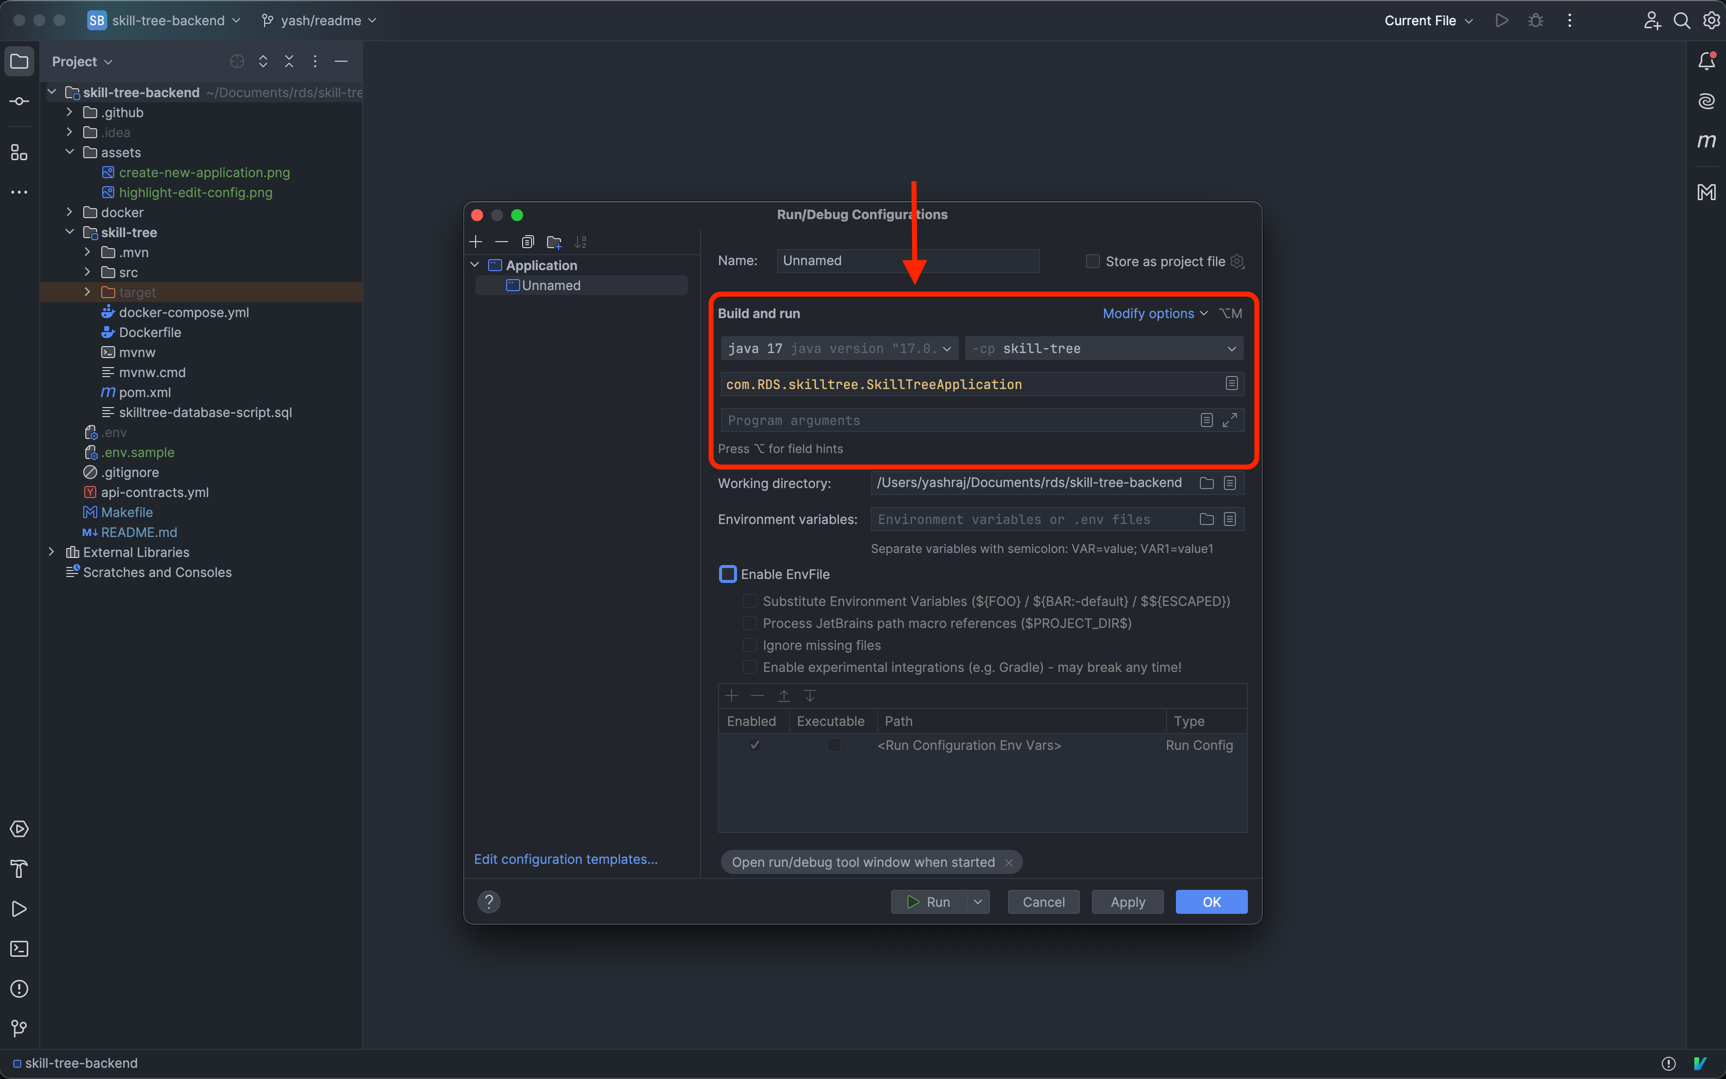 SB skill-tree-backend
yash/readme
Current File
Project
skill-tree-backend ~/Documents/rds/skill-tre
.github
.idea
assets
create-new-application.png
highlight-edit-config.png
docker
skill-tree
.mvn
src
target
docker-compose.yml
Dockerfile
mvnw
mvnw.cmd
pom.xml
skilltree-database-script.sql
.env
.env.sample
.gitignore
api-contracts.yml
Makefile
README.md
External Libraries
Scratches and Consoles
Run/Debug Configurations
Application
Unnamed
Edit configuration templates...
Name: Unnamed
Store as project file
Build and run
Modify options ⌥M
java 17 java version "17.0.
-cp skill-tree
com.RDS.skilltree.SkillTreeApplication
Program arguments
Press ⌥ for field hints
Working directory: /Users/yashraj/Documents/rds/skill-tree-backend
Environment variables: Environment variables or .env files
Separate variables with semicolon: VAR=value; VAR1=value1
Enable EnvFile
Substitute Environment Variables (${FOO} / ${BAR:-default} / $${ESCAPED})
Process JetBrains path macro references ($PROJECT_DIR$)
Ignore missing files
Enable experimental integrations (e.g. Gradle) - may break any time!
Enabled Executable Path Type
<Run Configuration Env Vars> Run Config
Open run/debug tool window when started
? Run Cancel Apply OK
skill-tree-backend